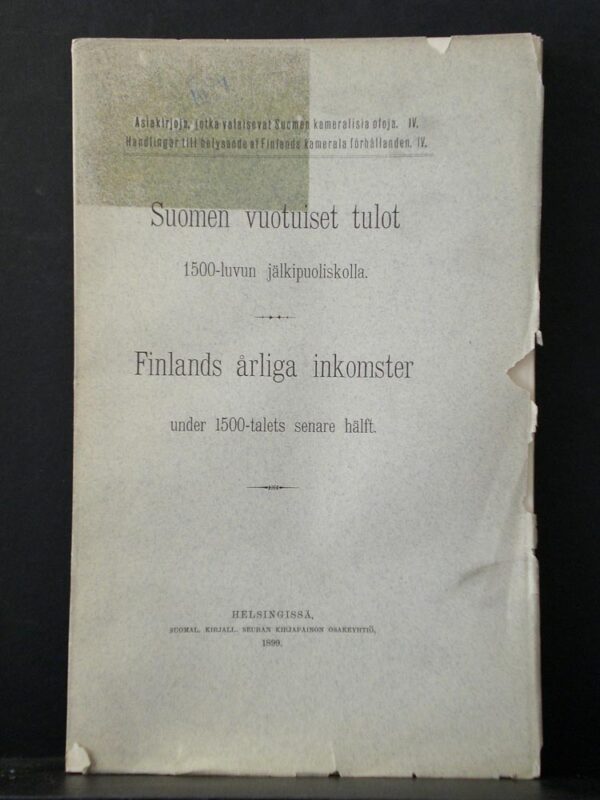 Asiakirjoja, jotka valaisevat Suomen kameralisia oloja. IV.
Handlingar till belysande af Finlands kamerala förhållanden. IV.
Suomen vuotuiset tulot
1500-luvun jälkipuoliskolla.
Finlands årliga inkomster
under 1500-talets senare hälft.
HELSINGISSÄ,
SUOMAL. KIRJALL. SEURAN KIRJAPAINON OSAKEYHTIÖ,
1899.